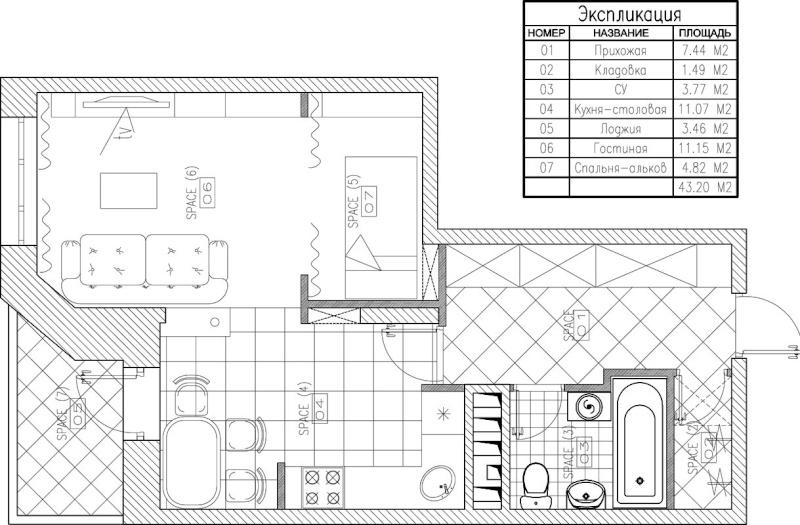 Экспликация
НОМЕР НАЗВАНИЕ ПЛОЩАДЬ
01 Прихожая 7.44 М2
02 Кладовка 1.49 М2
03 СУ 3.77 М2
04 Кухня-столовая 11.07 М2
05 Лоджия 3.46 М2
06 Гостиная 11.15 М2
07 Спальня-альков 4.82 М2
43.20 М2
tv
SPACE (6)
06
SPACE (5)
07
SPACE
01
SPACE (7)
05
SPACE (4)
04
SPACE (3)
03
SPACE (2)
02